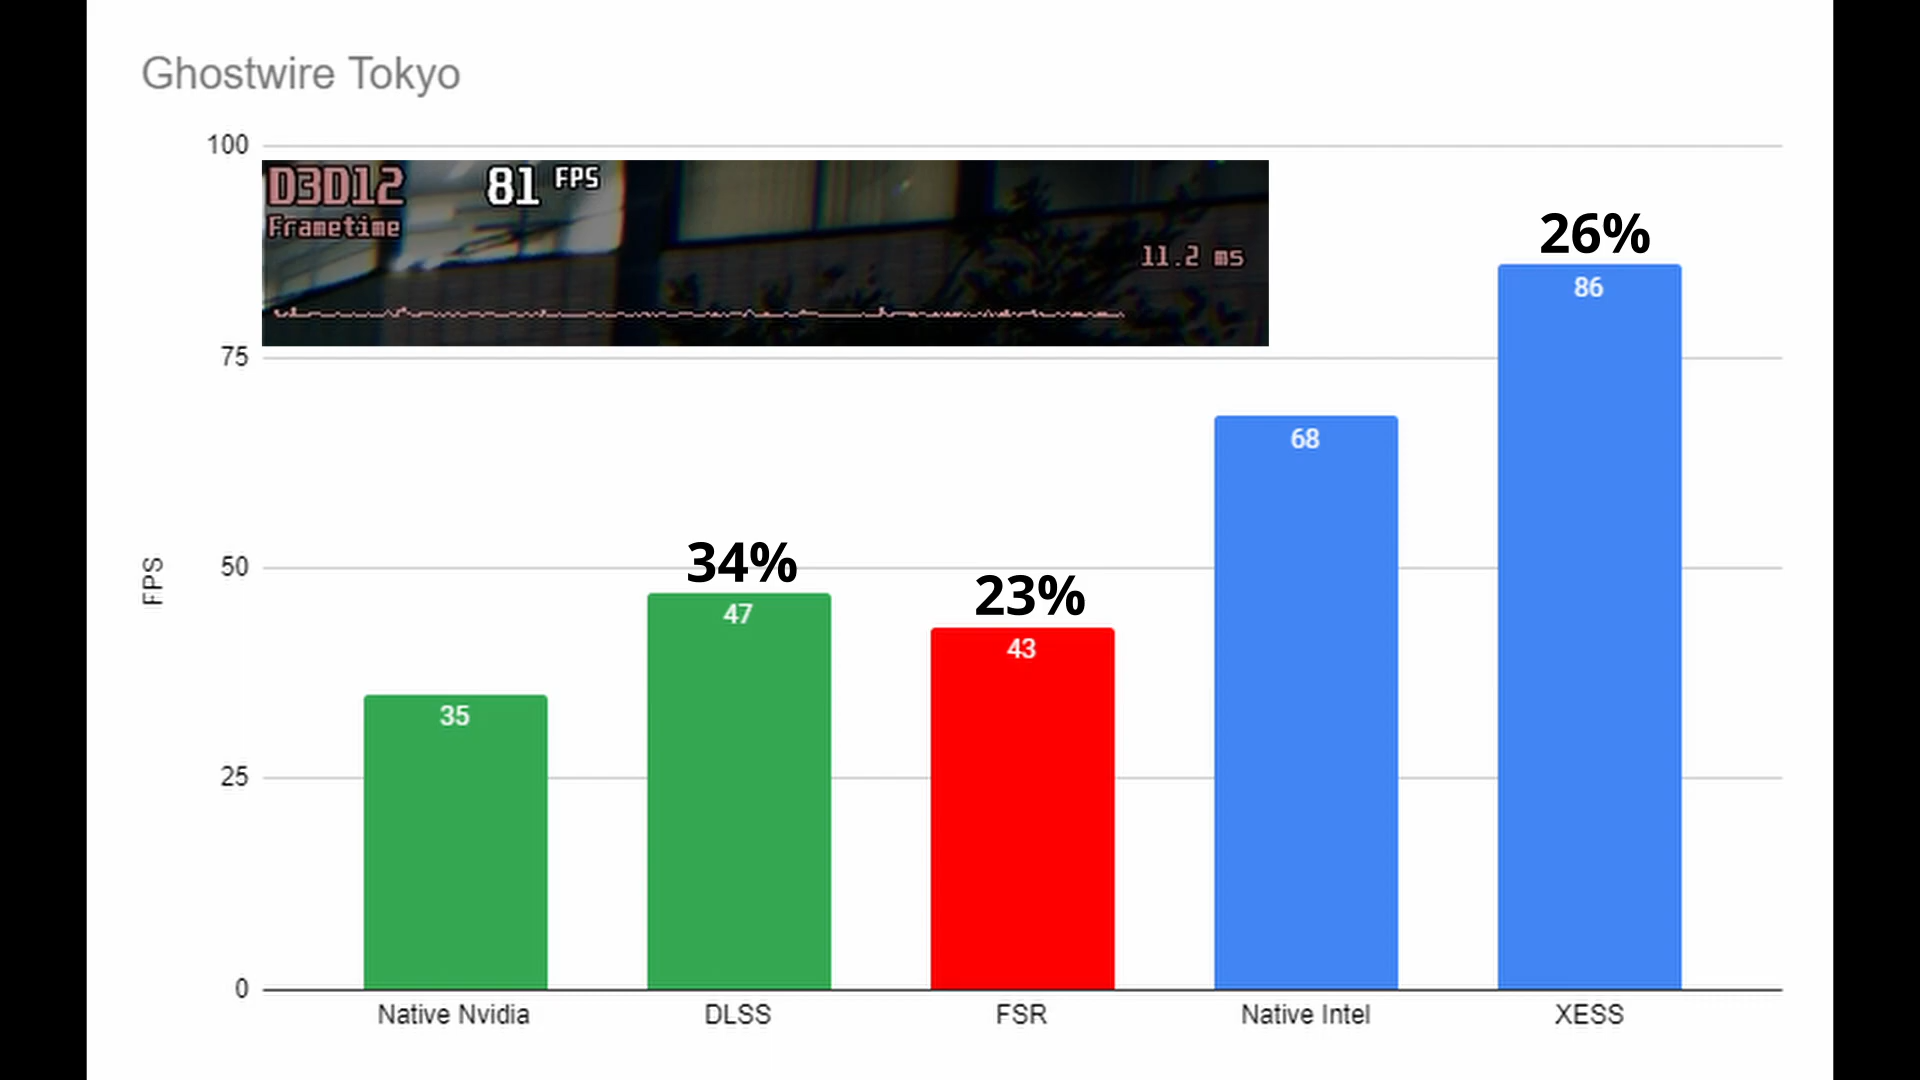 Ghostwire Tokyo
100
D3D12 81 FPS
Frametime
11.2 ms
26%
86
75
68
FPS
50
34%
47
23%
43
35
25
0
Native Nvidia DLSS FSR Native Intel XESS